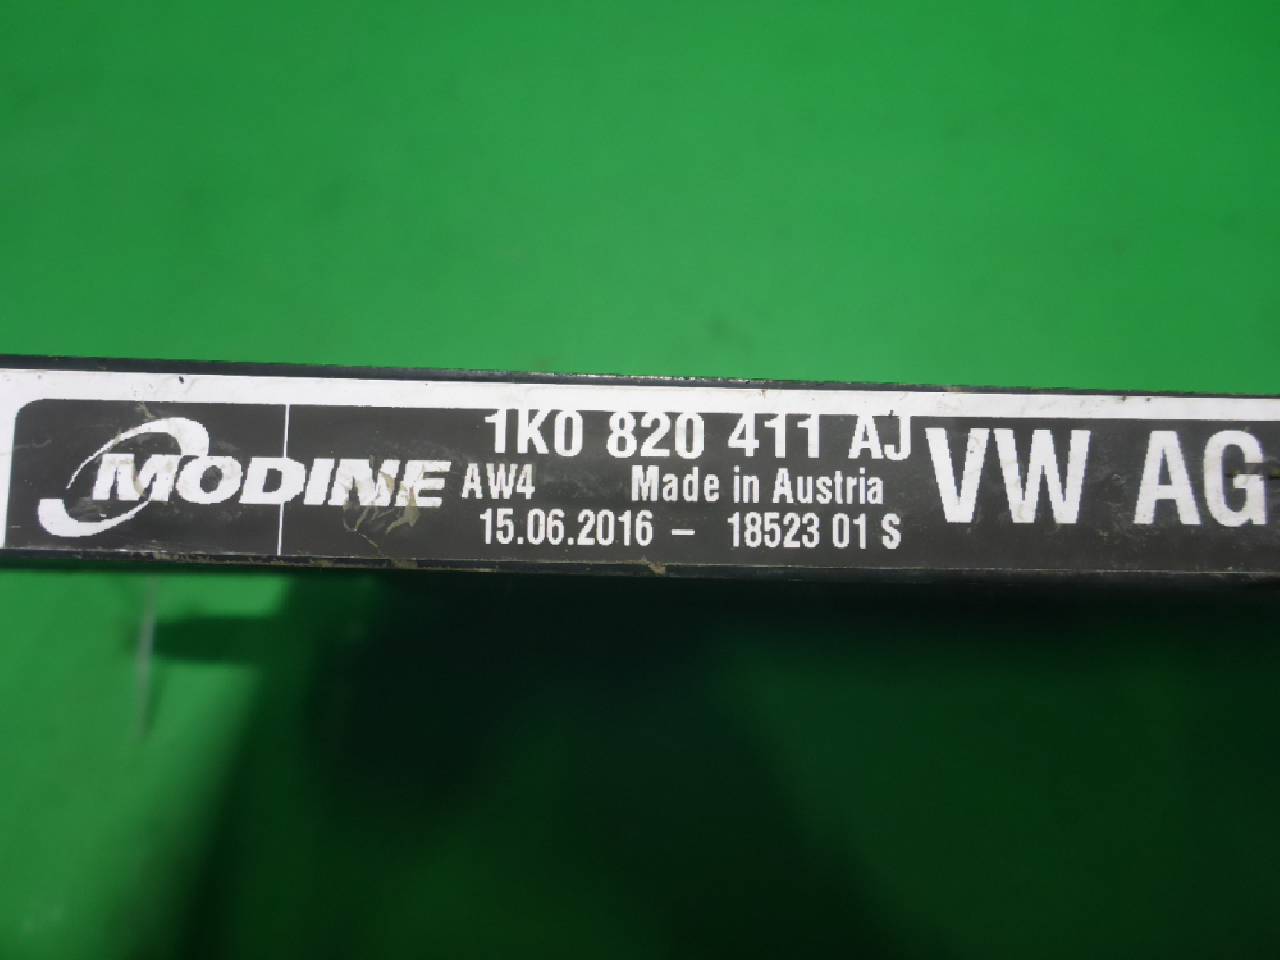 MODINE
1K0 820 411 AJ
AW4 Made in Austria
15.06.2016 – 18523 01 S
VW AG